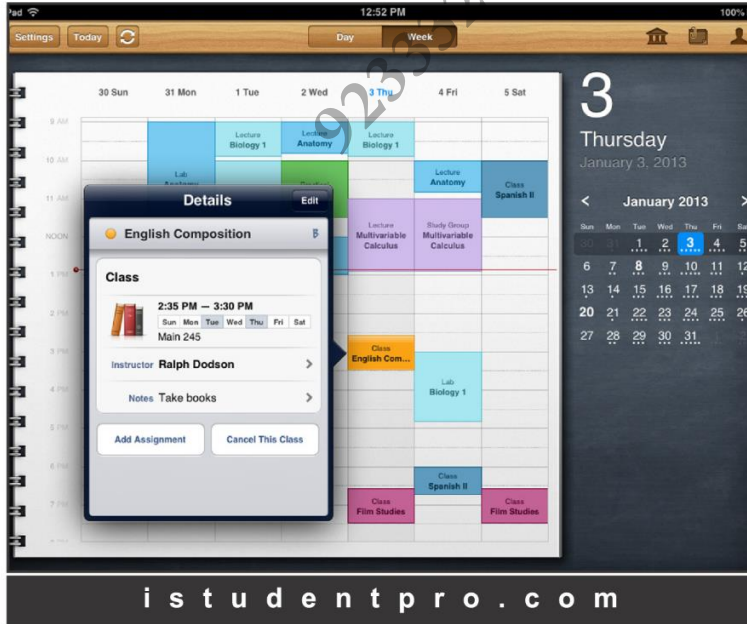 Pad 12:52 PM 100%
Settings Today Day Week
30 Sun 31 Mon 1 Tue 2 Wed 3 Thu 4 Fri 5 Sat
9 AM
10 AM
11 AM
NOON
1 PM
2 PM
3 PM
4 PM
5 PM
6 PM
7 PM
Lecture
Biology 1
Lecture
Anatomy
Lecture
Biology 1
Lab
Lecture
Anatomy
Class
Spanish II
Lecture
Multivariable
Calculus
Study Group
Multivariable
Calculus
Class
English Com...
Lab
Biology 1
Class
Spanish II
Class
Film Studies
Class
Film Studies
Details Edit
English Composition
Class
2:35 PM — 3:30 PM
Sun Mon Tue Wed Thu Fri Sat
Main 245
Instructor Ralph Dodson
Notes Take books
Add Assignment Cancel This Class
3
Thursday
January 3, 2013
< January 2013 >
Sun Mon Tue Wed Thu Fri Sat
30 31 1 2 3 4 5
6 7 8 9 10 11 12
13 14 15 16 17 18 19
20 21 22 23 24 25 26
27 28 29 30 31
istudentpro.com